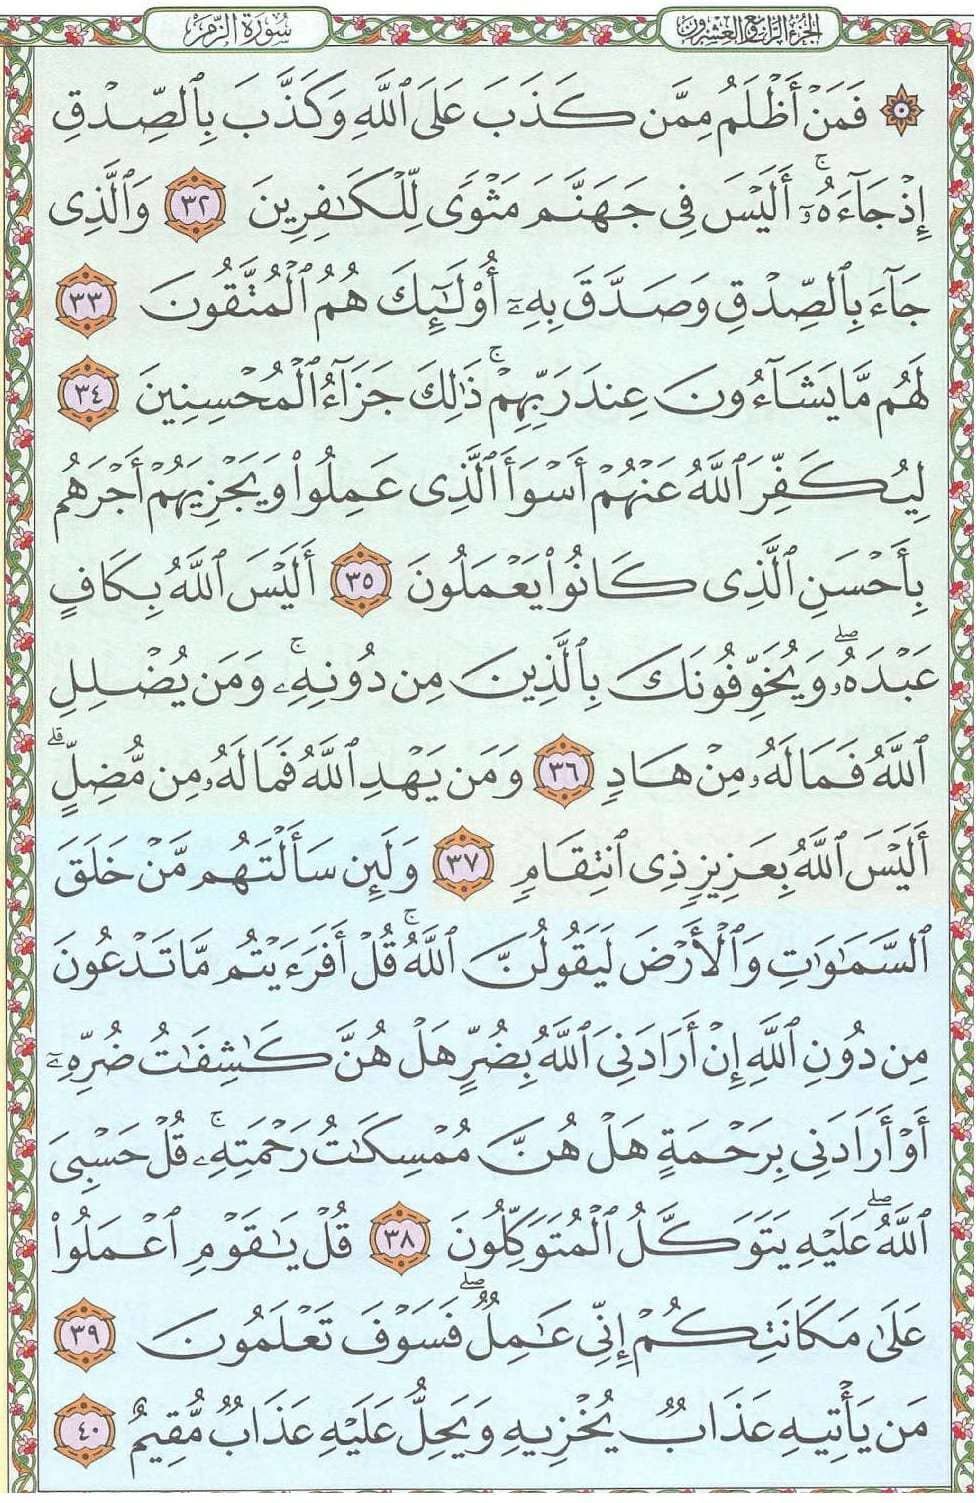 الجزء الرابع والعشرون
سورة الزمر
۞ فَمَنْ أَظْلَمُ مِمَّن كَذَبَ عَلَى ٱللَّهِ وَكَذَّبَ بِٱلصِّدْقِ
إِذْ جَآءَهُۥٓ ۚ أَلَيْسَ فِى جَهَنَّمَ مَثْوًى لِّلْكَـٰفِرِينَ ٣٢ وَٱلَّذِى
جَآءَ بِٱلصِّدْقِ وَصَدَّقَ بِهِۦٓ أُو۟لَـٰٓئِكَ هُمُ ٱلْمُتَّقُونَ ٣٣
لَهُم مَّا يَشَآءُونَ عِندَ رَبِّهِمْ ۚ ذَٰلِكَ جَزَآءُ ٱلْمُحْسِنِينَ ٣٤
لِيُكَفِّرَ ٱللَّهُ عَنْهُمْ أَسْوَأَ ٱلَّذِى عَمِلُوا۟ وَيَجْزِيَهُمْ أَجْرَهُم
بِأَحْسَنِ ٱلَّذِى كَانُوا۟ يَعْمَلُونَ ٣٥ أَلَيْسَ ٱللَّهُ بِكَافٍ
عَبْدَهُۥ ۖ وَيُخَوِّفُونَكَ بِٱلَّذِينَ مِن دُونِهِۦ ۚ وَمَن يُضْلِلِ
ٱللَّهُ فَمَا لَهُۥ مِنْ هَادٍ ٣٦ وَمَن يَهْدِ ٱللَّهُ فَمَا لَهُۥ مِن مُّضِلٍّ ۗ
أَلَيْسَ ٱللَّهُ بِعَزِيزٍ ذِى ٱنتِقَامٍ ٣٧ وَلَئِن سَأَلْتَهُم مَّنْ خَلَقَ
ٱلسَّمَـٰوَٰتِ وَٱلْأَرْضَ لَيَقُولُنَّ ٱللَّهُ ۚ قُلْ أَفَرَءَيْتُم مَّا تَدْعُونَ
مِن دُونِ ٱللَّهِ إِنْ أَرَادَنِىَ ٱللَّهُ بِضُرٍّ هَلْ هُنَّ كَـٰشِفَـٰتُ ضُرِّهِۦٓ
أَوْ أَرَادَنِى بِرَحْمَةٍ هَلْ هُنَّ مُمْسِكَـٰتُ رَحْمَتِهِۦ ۚ قُلْ حَسْبِىَ
ٱللَّهُ ۖ عَلَيْهِ يَتَوَكَّلُ ٱلْمُتَوَكِّلُونَ ٣٨ قُلْ يَـٰقَوْمِ ٱعْمَلُوا۟
عَلَىٰ مَكَانَتِكُمْ إِنِّى عَـٰمِلٌ ۖ فَسَوْفَ تَعْلَمُونَ ٣٩
مَن يَأْتِيهِ عَذَابٌ يُخْزِيهِ وَيَحِلُّ عَلَيْهِ عَذَابٌ مُّقِيمٌ ٤٠